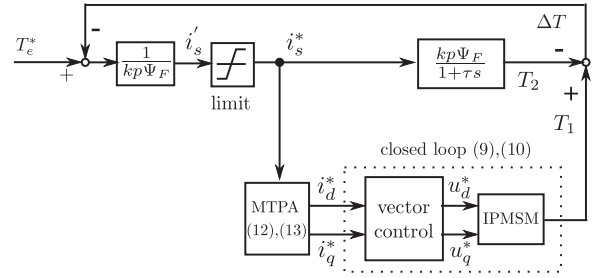 T_e^*
+
-
1
kpΨ_F
i_s'
limit
i_s^*
kpΨ_F
1+τs
T_2
-
ΔT
+
T_1
closed loop (9),(10)
MTPA
(12),(13)
i_d^*
i_q^*
vector
control
u_d^*
u_q^*
IPMSM